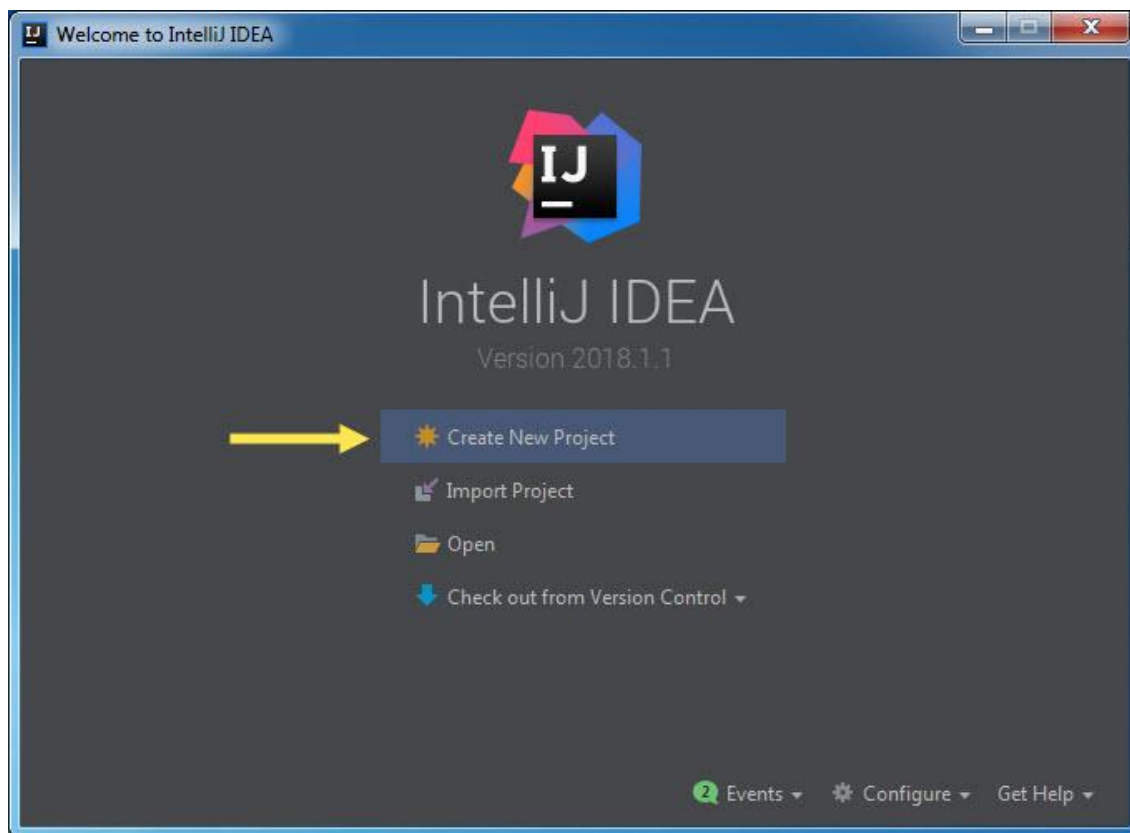 Welcome to IntelliJ IDEA
IJ
IntelliJ IDEA
Version 2018.1.1
Create New Project
Import Project
Open
Check out from Version Control
2 Events Configure Get Help